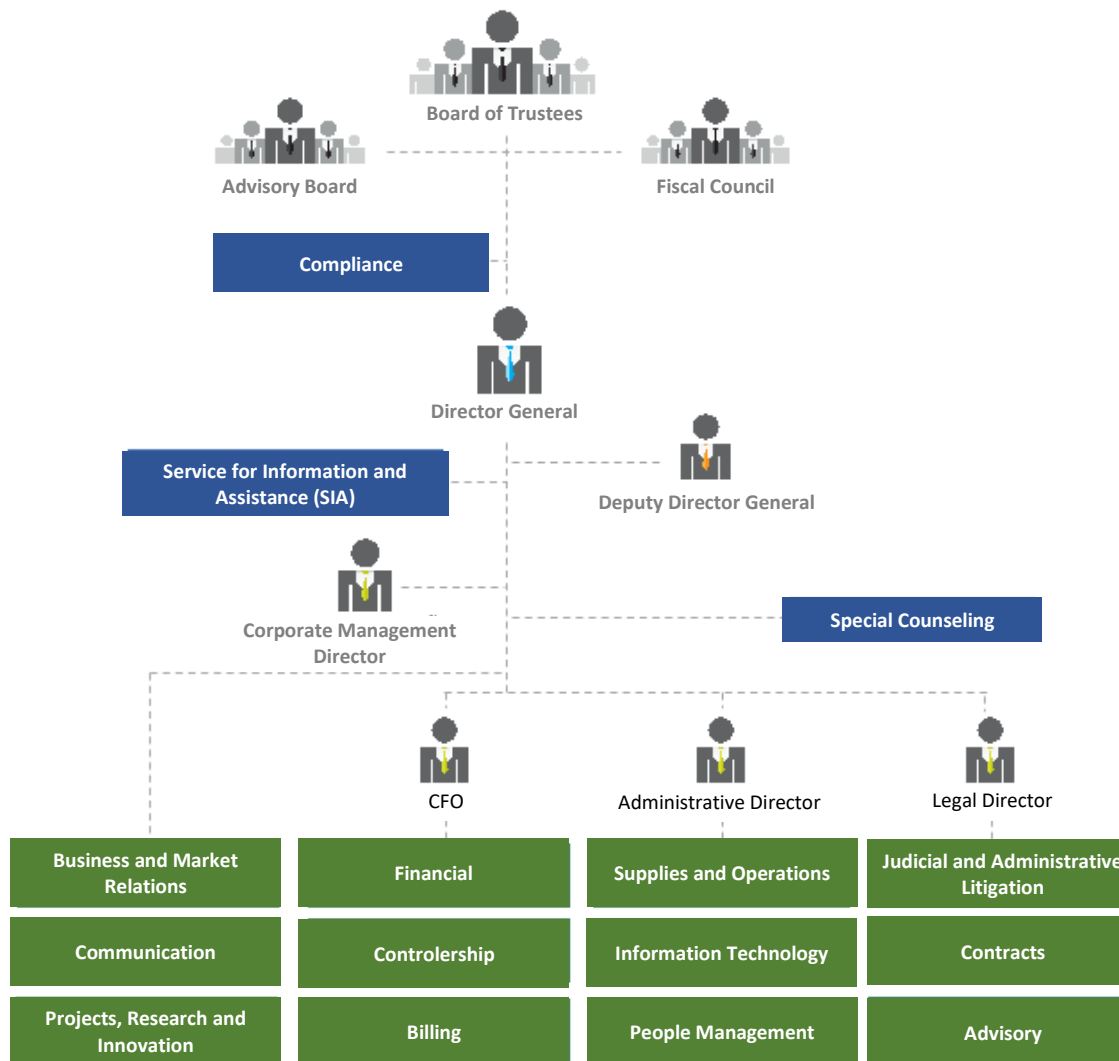 Board of Trustees
Advisory Board
Fiscal Council
Compliance
Director General
Service for Information and
Assistance (SIA)
Deputy Director General
Corporate Management
Director
Special Counseling
CFO
Administrative Director
Legal Director
Business and Market
Relations
Financial
Supplies and Operations
Judicial and Administrative
Litigation
Communication
Controlership
Information Technology
Contracts
Projects, Research and
Innovation
Billing
People Management
Advisory